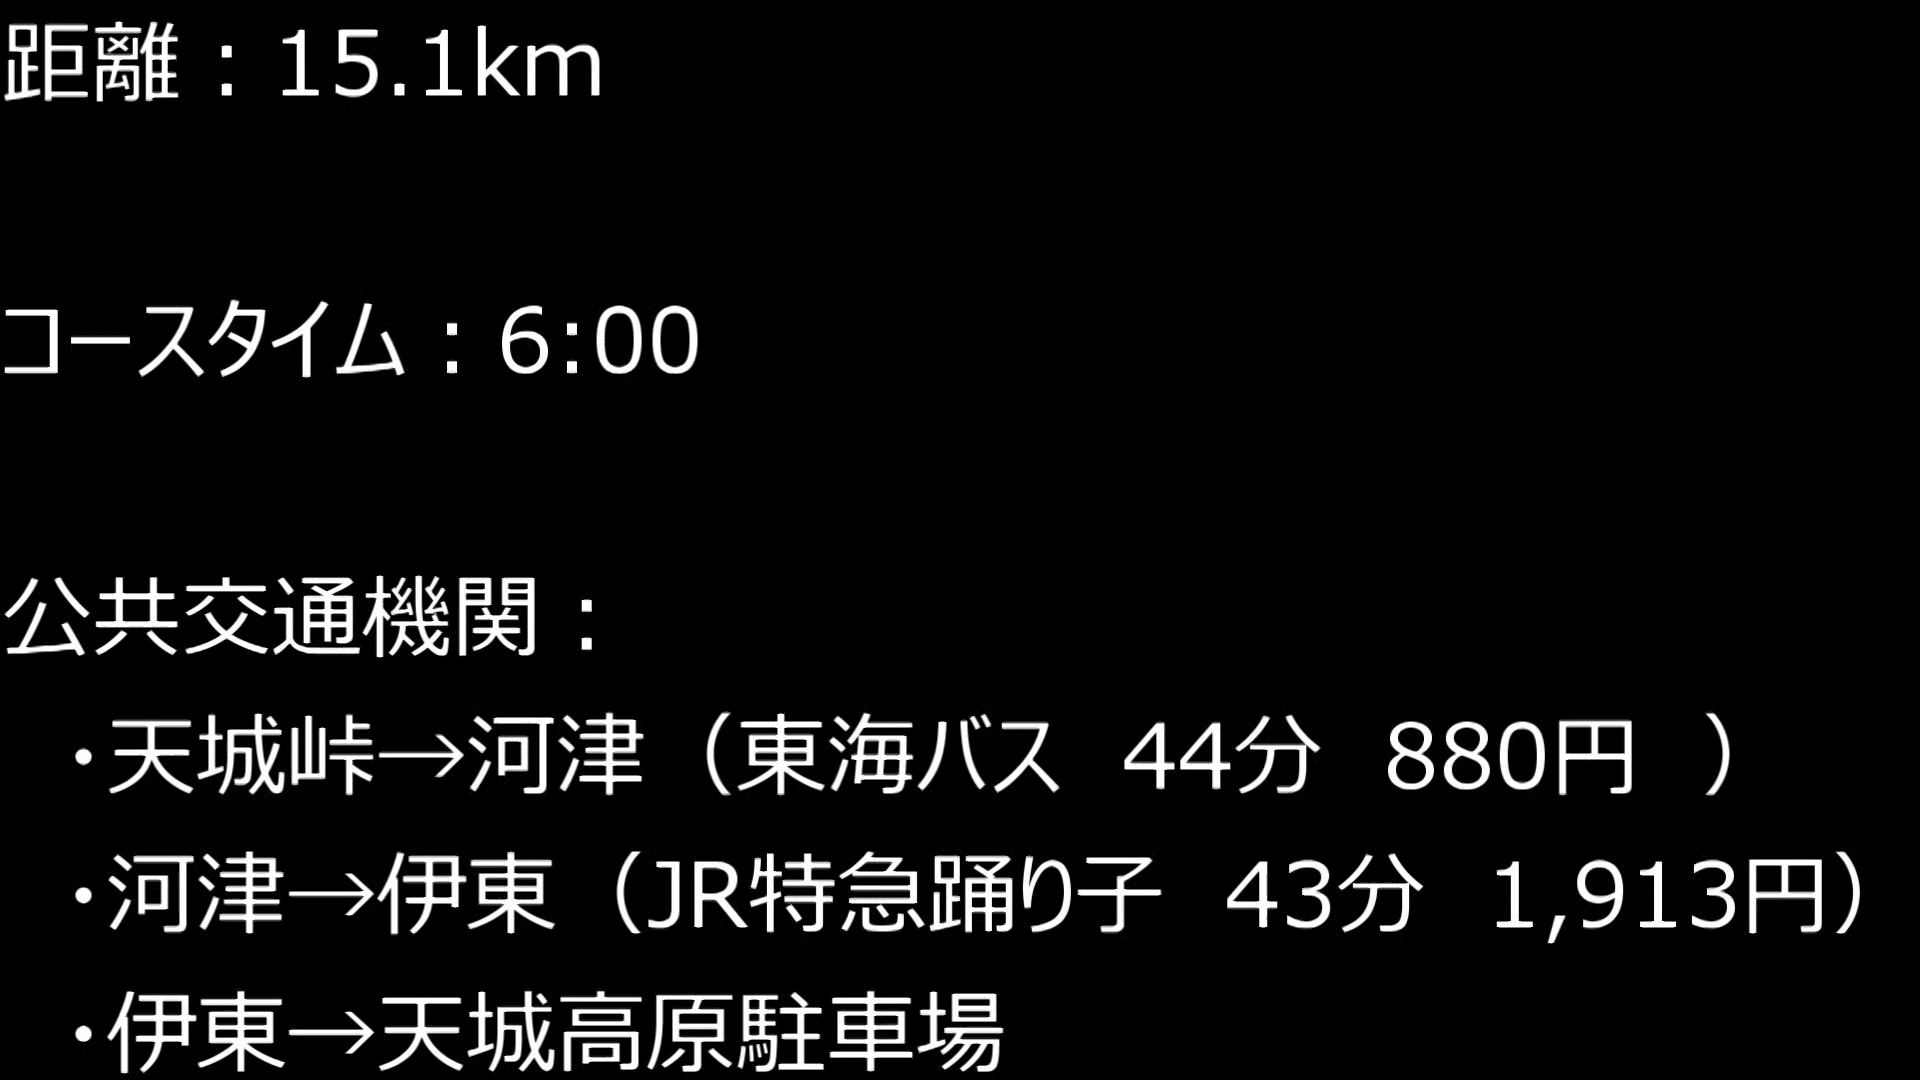 距離：15.1km
コースタイム：6:00
公共交通機関：
・天城峠→河津（東海バス　44分　880円　）
・河津→伊東（JR特急踊り子　43分　1,913円）
・伊東→天城高原駐車場